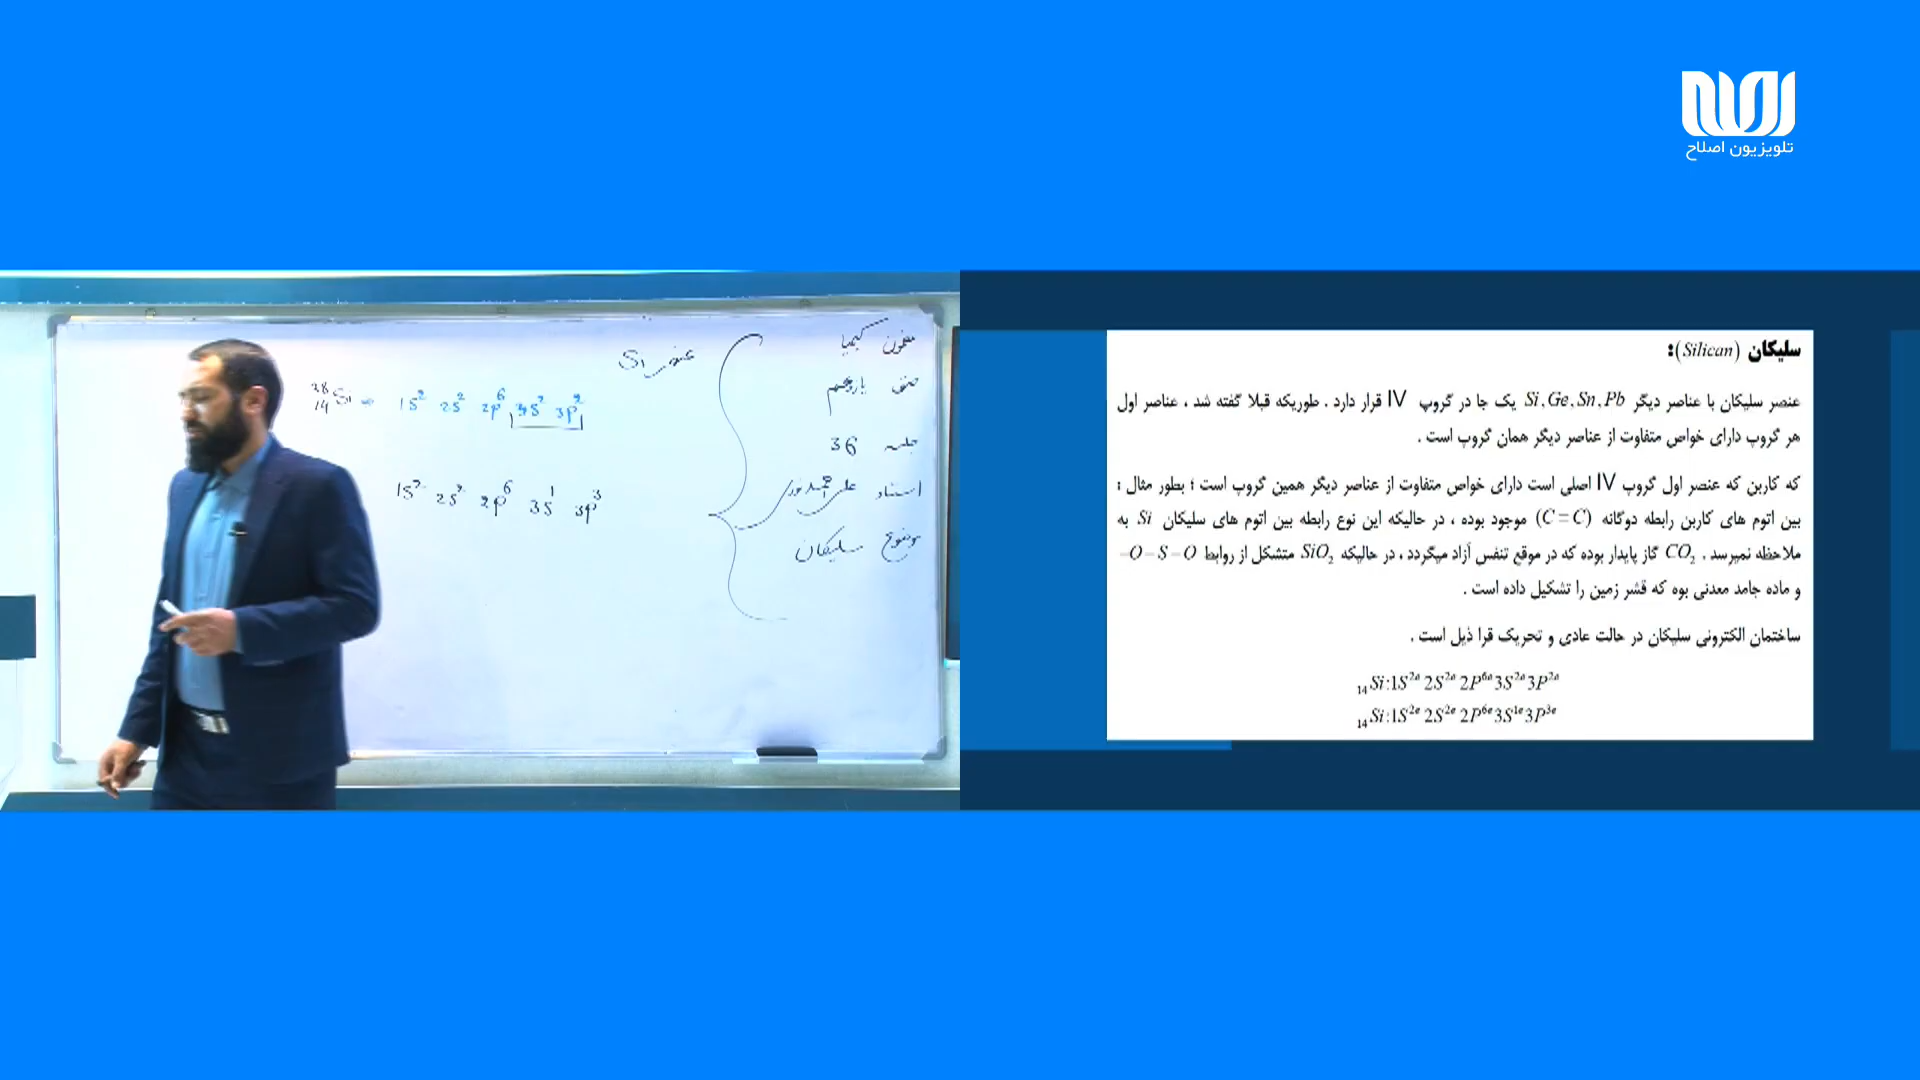 تلویزیون اصلاح
مضمون کیمیا
صنف یازدهم
جلسه 36
استاد
موضوع سلیکان
عنصر Si
28 14 Si ⇒ 1S² 2S² 2P⁶ 3S² 3P²
1S² 2S² 2P⁶ 3S¹ 3P³
سلیکان (Silican):
عنصر سلیکان با عناصر دیگر Si,Ge,Sn,Pb یک جا در گروپ IV قرار دارد . طوریکه قبلا گفته شد ، عناصر اول
هر گروپ دارای خواص متفاوت از عناصر دیگر همان گروپ است .
که کاربن که عنصر اول گروپ IV اصلی است دارای خواص متفاوت از عناصر دیگر همین گروپ است ؛ بطور مثال :
بین اتوم های کاربن رابطه دوگانه (C=C) موجود بوده ، در حالیکه این نوع رابطه بین اتوم های سلیکان Si به
ملاحظه نمیرسد . CO₂ گاز پایدار بوده که در موقع تنفس آزاد میگردد ، در حالیکه SiO₂ متشکل از روابط –O–S–O–
و ماده جامد معدنی بوه که قشر زمین را تشکیل داده است .
ساختمان الکترونی سلیکان در حالت عادی و تحریک قرا ذیل است .
₁₄Si:1S²ᵉ 2S²ᵉ 2P⁶ᵉ 3S²ᵉ 3P²ᵉ
₁₄Si:1S²ᵉ 2S²ᵉ 2P⁶ᵉ 3S¹ᵉ 3P³ᵉ